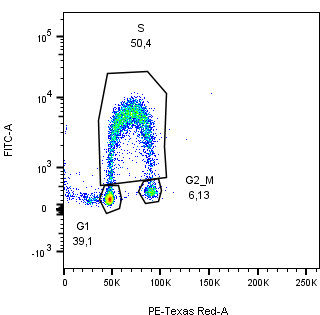 S
50,4
10^5
10^4
10^3
0
-10^3
FITC-A
G2_M
6,13
G1
39,1
0 50K 100K 150K 200K 250K
PE-Texas Red-A